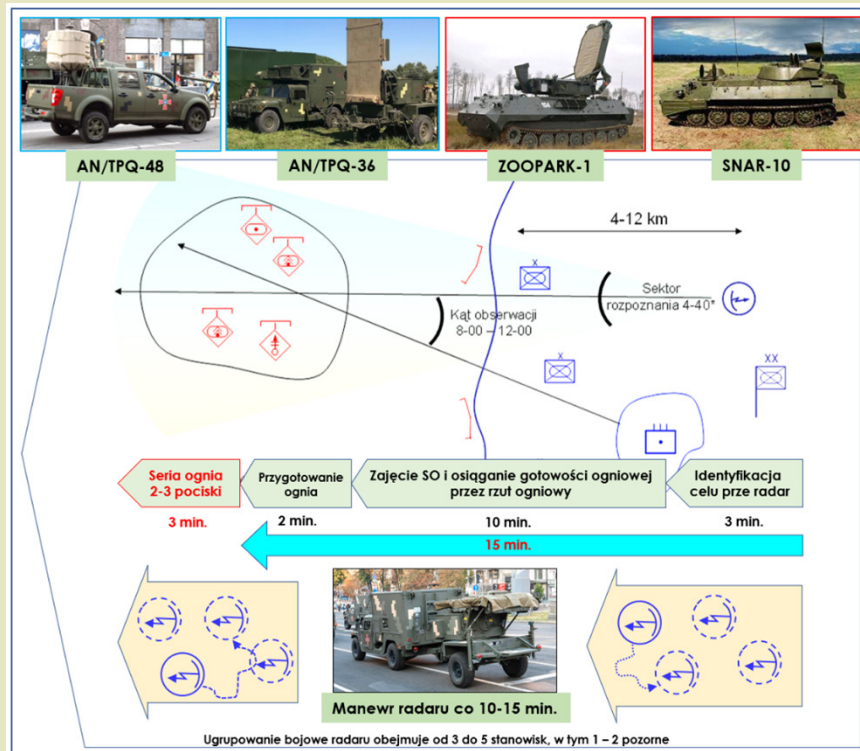 AN/TPQ-48
AN/TPQ-36
ZOOPARK-1
SNAR-10
4-12 km
X
Sektor
rozpoznania 4-40°
Kąt obserwacji
8-00 – 12-00
X
XX
Seria ognia
2-3 pociski
Przygotowanie
ognia
Zajęcie SO i osiąganie gotowości ogniowej
przez rzut ogniowy
Identyfikacja
celu prze radar
3 min.
2 min.
10 min.
3 min.
15 min.
Manewr radaru co 10-15 min.
Ugrupowanie bojowe radaru obejmuje od 3 do 5 stanowisk, w tym 1 – 2 pozorne